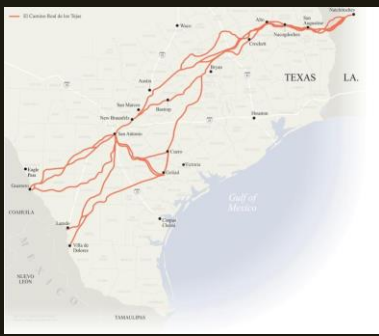 El Camino Real de los Tejas
Natchitoches
San
Augustine
Alto
Nacogdoches
Waco
Crockett
TEXAS
LA.
Bryan
Austin
San Marcos
Bastrop
New Braunfels
Houston
San Antonio
Cuero
Victoria
Eagle
Pass
Goliad
Guerrero
Gulf of
Mexico
COAHUILA
Corpus
Christi
Laredo
Villa de
Dolores
Mexico
NUEVO
LEÓN
TAMAULIPAS